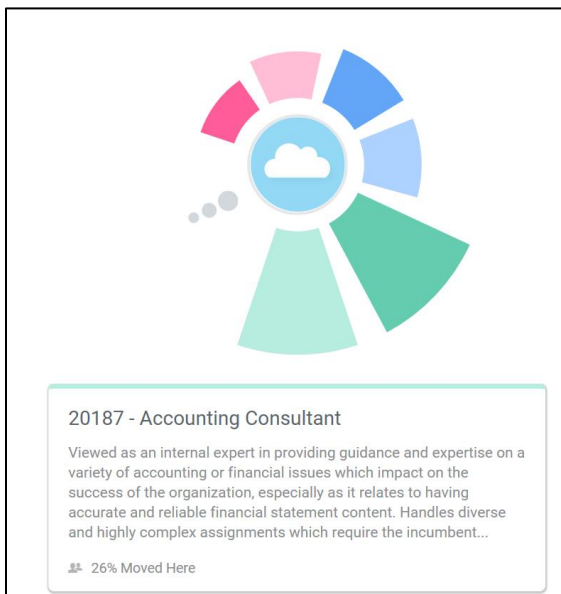 20187 - Accounting Consultant
Viewed as an internal expert in providing guidance and expertise on a
variety of accounting or financial issues which impact on the
success of the organization, especially as it relates to having
accurate and reliable financial statement content. Handles diverse
and highly complex assignments which require the incumbent...
26% Moved Here